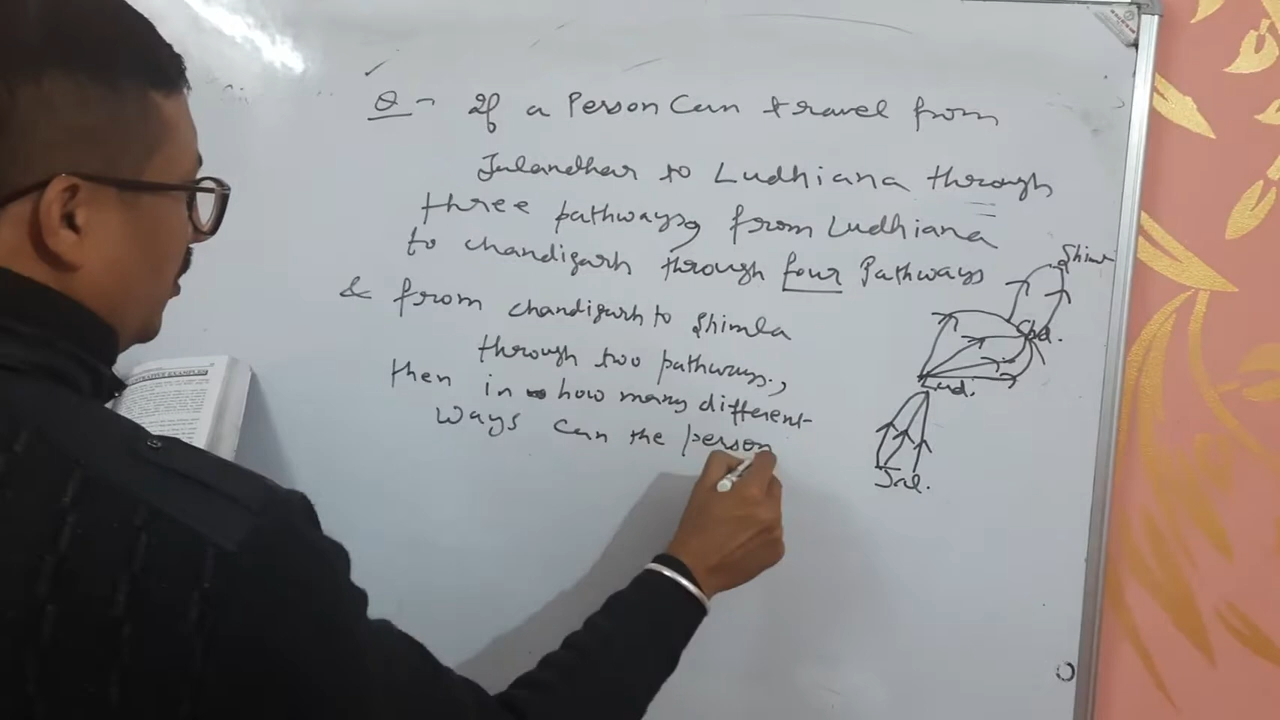 Q- If a Person Can travel from
Jalandhar to Ludhiana through
three pathways, from Ludhiana
to chandigarh through four Pathways
& from chandigarh to Shimla
through two pathways.,
then in how many different
ways can the person
Shim
Chd.
Lud.
Jal.
ILLUSTRATIVE EXAMPLES